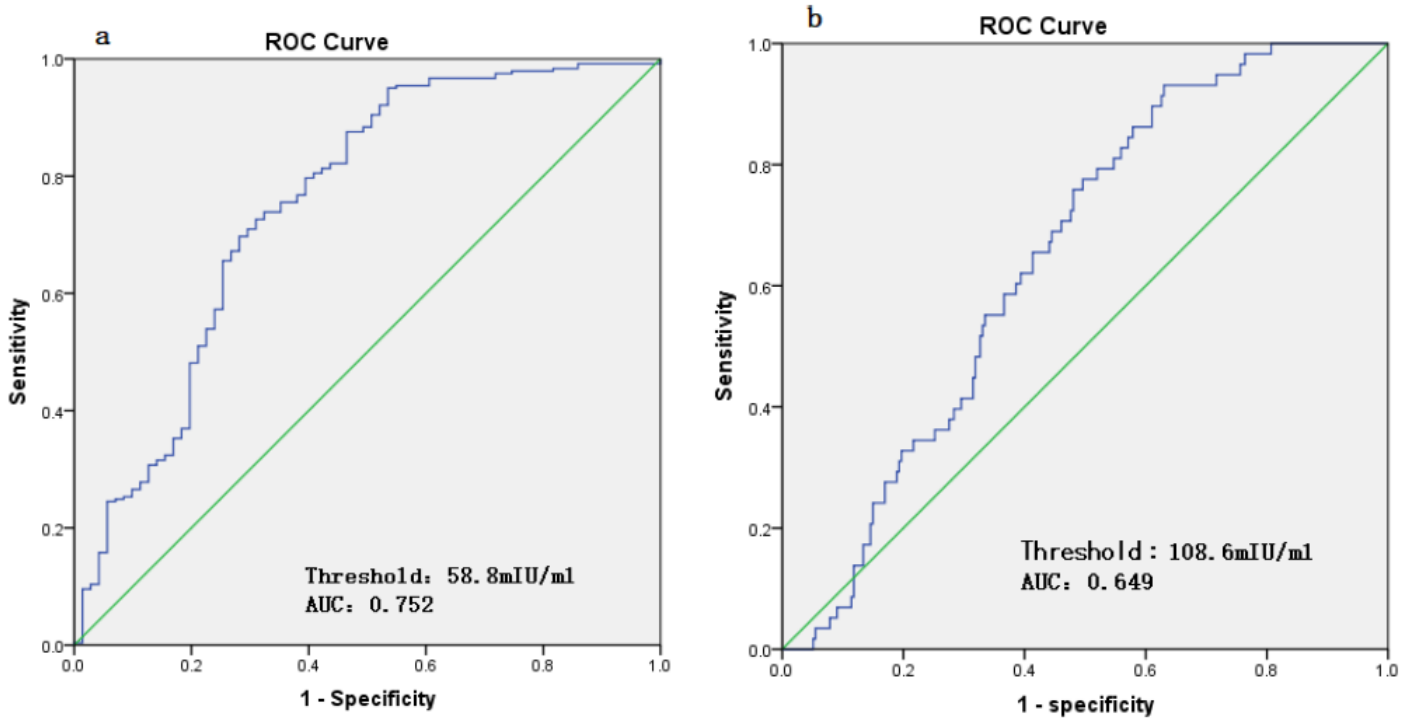 a
ROC Curve
1.0
0.8
0.6
0.4
0.2
0.0
Sensitivity
Threshold: 58.8mIU/ml
AUC: 0.752
0.0 0.2 0.4 0.6 0.8 1.0
1 - Specificity
b
ROC Curve
1.0
0.8
0.6
0.4
0.2
0.0
Sensitivity
Threshold : 108.6mIU/ml
AUC: 0.649
0.0 0.2 0.4 0.6 0.8 1.0
1 - specificity